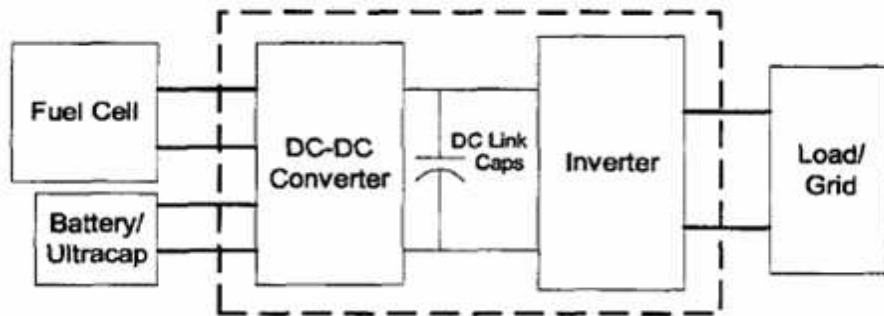 Fuel Cell
Battery/
Ultracap
DC-DC
Converter
DC Link
Caps
Inverter
Load/
Grid